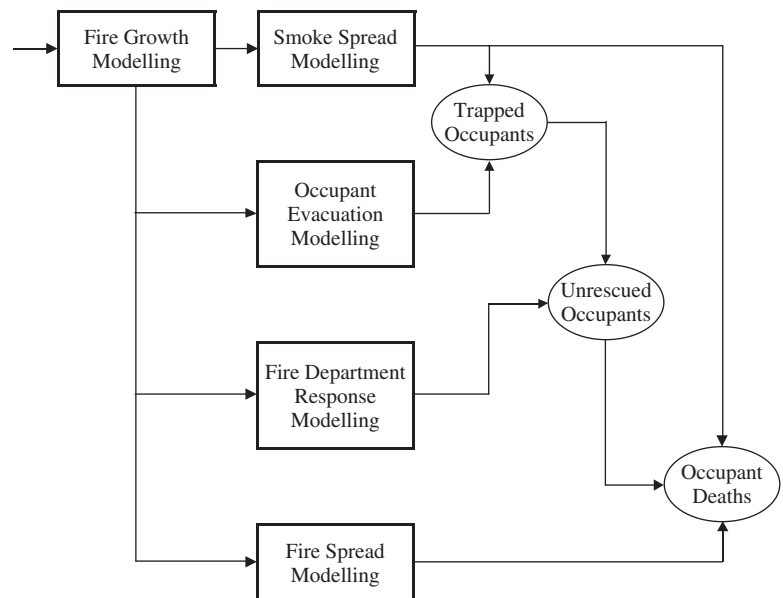 Fire Growth
Modelling
Smoke Spread
Modelling
Trapped
Occupants
Occupant
Evacuation
Modelling
Unrescued
Occupants
Fire Department
Response
Modelling
Occupant
Deaths
Fire Spread
Modelling